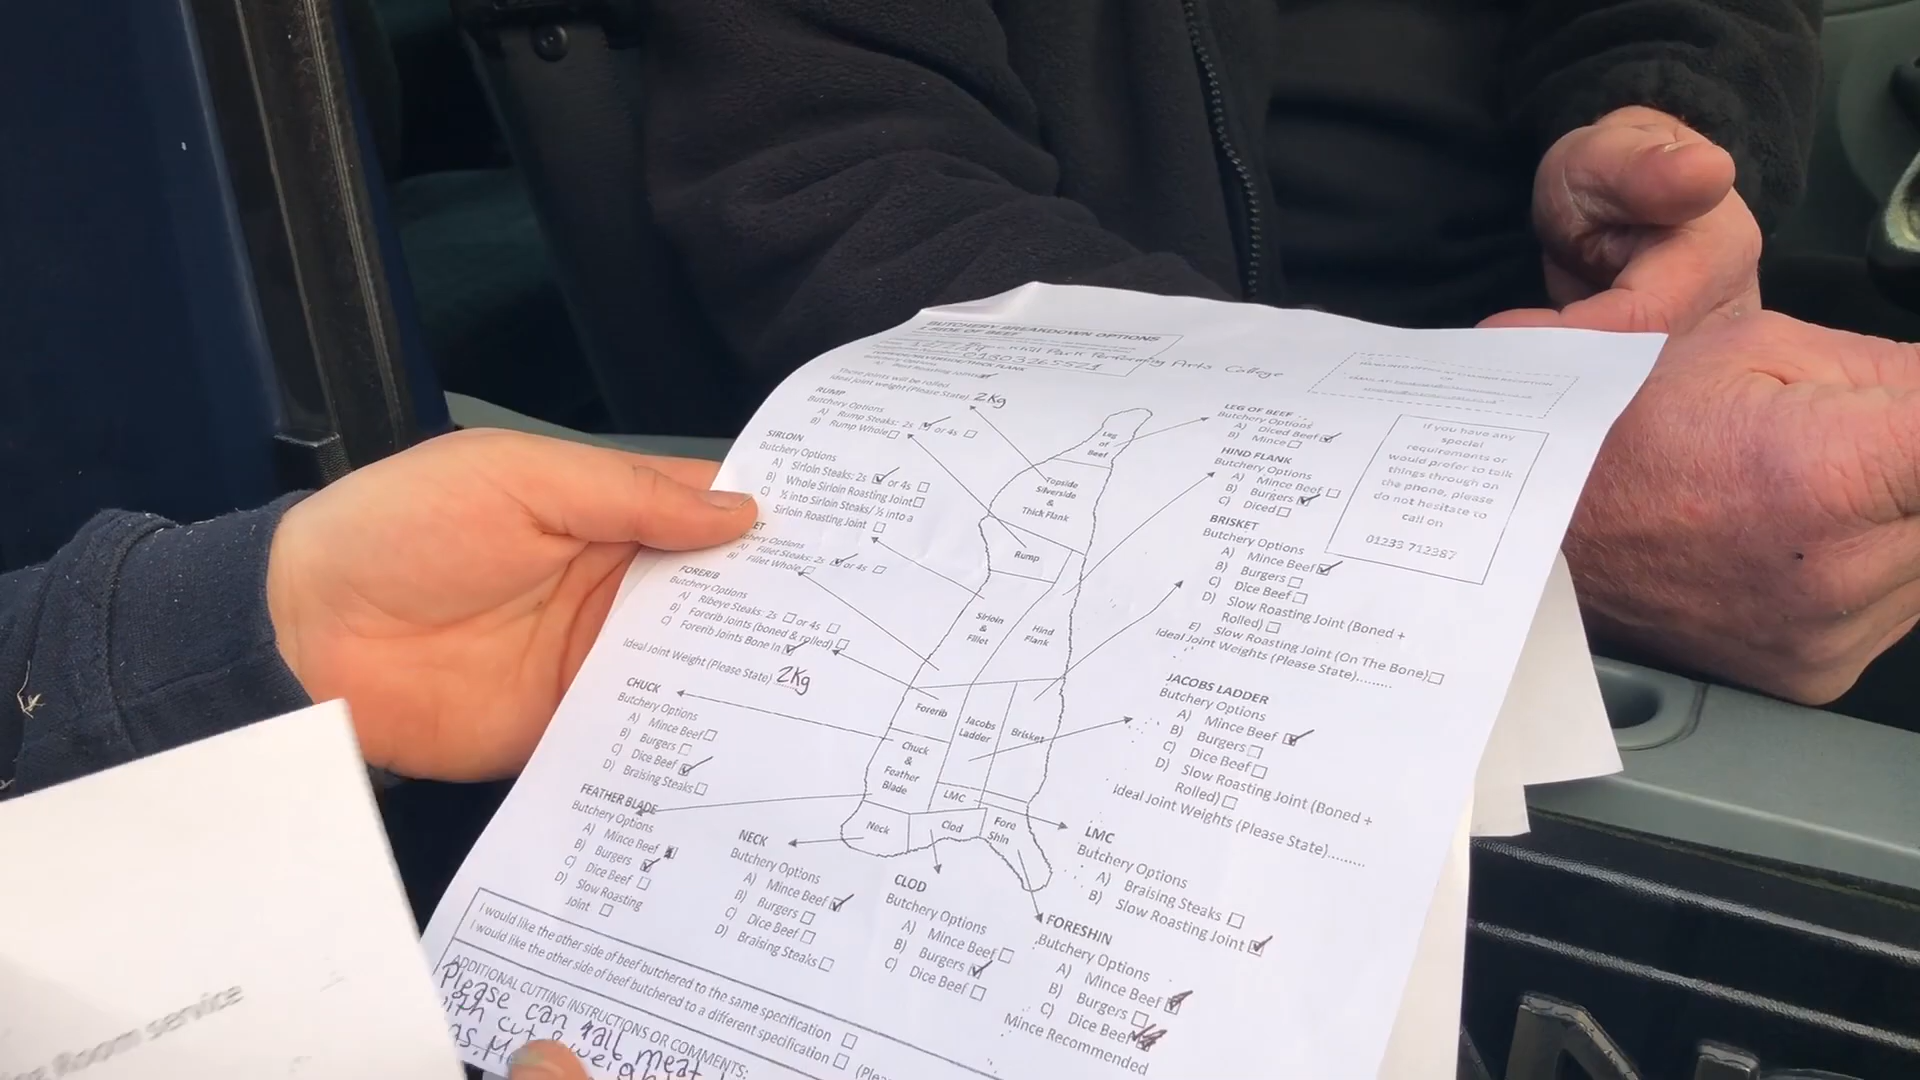 BUTCHERY BREAKDOWN OPTIONS
A SIDE OF BEEF
Park Performing Arts College
TOPSIDE/SILVERSIDE/THICK FLANK
Butchery Options
These joints will be rolled
Ideal joint weight (Please State) 2Kg
RUMP
Butchery Options
A) Rump Steaks: 2s or 4s
B) Rump Whole
SIRLOIN
Butchery Options
A) Sirloin Steaks: 2s or 4s
B) Whole Sirloin Roasting Joint
C) ½ into Sirloin Steaks/ ½ into a
Sirloin Roasting Joint
Options
A) Fillet Steaks: 2s or 4s
B) Fillet Whole
FORERIB
Butchery Options
A) Ribeye Steaks: 2s or 4s
B) Forerib Joints (boned & rolled)
C) Forerib Joints Bone In
Ideal Joint Weight (Please State) 2Kg
CHUCK
Butchery Options
A) Mince Beef
B) Burgers
C) Dice Beef
D) Braising Steaks
FEATHER BLADE
Butchery Options
A) Mince Beef
B) Burgers
C) Dice Beef
D) Slow Roasting
Joint
NECK
Butchery Options
A) Mince Beef
B) Burgers
C) Dice Beef
D) Braising Steaks
CLOD
Butchery Options
A) Mince Beef
B) Burgers
C) Dice Beef
Leg
of
Beef
Topside
Silverside
&
Thick Flank
Rump
Sirloin
&
Fillet
Hind
Flank
Forerib
Jacobs
Ladder
Brisket
Chuck
&
Feather
Blade
LMC
Neck
Clod
Fore
Shin
LEG OF BEEF
Butchery Options
A) Diced Beef
B) Mince
HIND FLANK
Butchery Options
A) Mince Beef
B) Burgers
C) Diced
BRISKET
Butchery Options
A) Mince Beef
B) Burgers
C) Dice Beef
D) Slow Roasting Joint (Boned +
Rolled)
E) Slow Roasting Joint (On The Bone)
Ideal Joint Weights (Please State).........
JACOBS LADDER
Butchery Options
A) Mince Beef
B) Burgers
C) Dice Beef
D) Slow Roasting Joint (Boned +
Rolled)
Ideal Joint Weights (Please State).........
LMC
Butchery Options
A) Braising Steaks
B) Slow Roasting Joint
FORESHIN
Butchery Options
A) Mince Beef
B) Burgers
C) Dice Beef
Mince Recommended
If you have any
special
requirements or
would prefer to talk
things through on
the phone, please
do not hesitate to
call on
01233 712387
I would like the other side of beef butchered to the same specification
I would like the other side of beef butchered to a different specification
ADDITIONAL CUTTING INSTRUCTIONS OR COMMENTS:
Please can all meat
with cut & weight
Room service